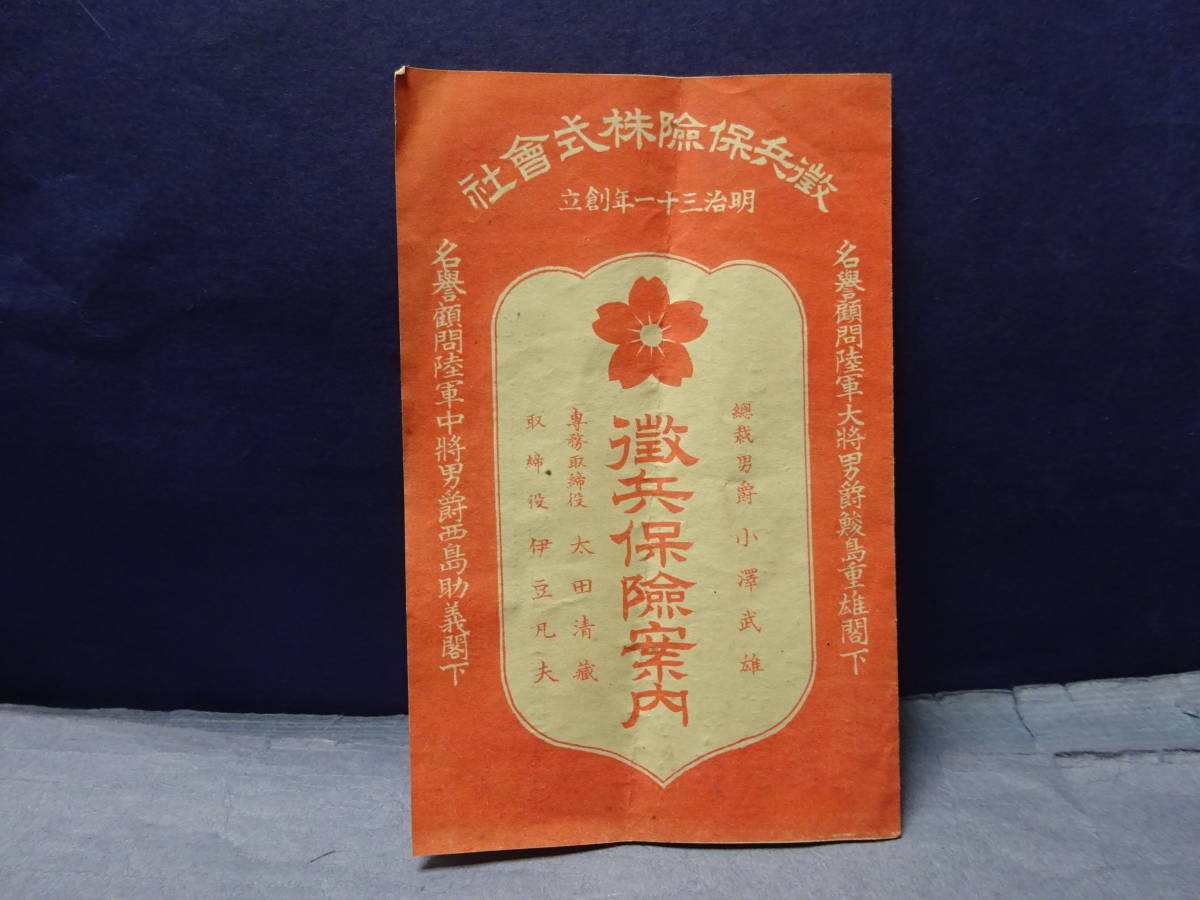 徵兵保險株式會社
明治三十一年創立
名譽顧問陸軍大將男爵鮫島重雄閣下
總裁男爵小澤武雄
徵兵保險案內
專務取締役太田清藏
取締役伊豆凡夫
名譽顧問陸軍中將男爵西島助義閣下